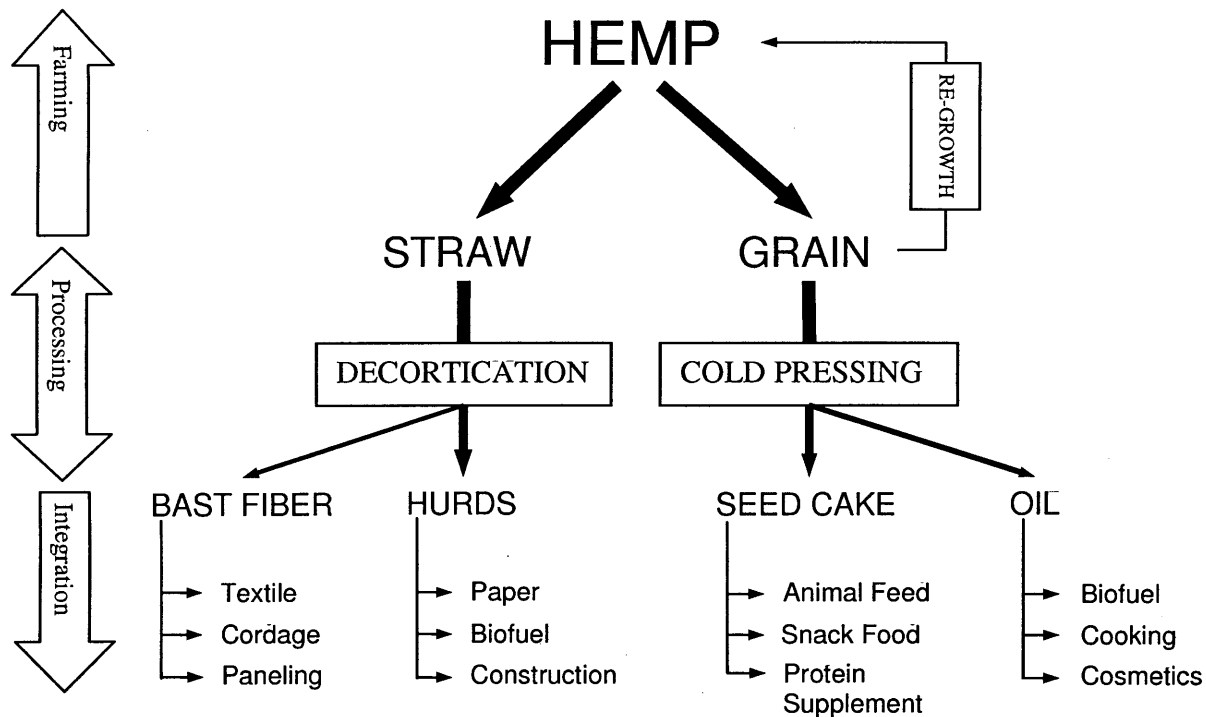 HEMP
Farming
RE-GROWTH
STRAW
GRAIN
Processing
DECORTICATION
COLD PRESSING
Integration
BAST FIBER
HURDS
SEED CAKE
OIL
Textile
Cordage
Paneling
Paper
Biofuel
Construction
Animal Feed
Snack Food
Protein
Supplement
Biofuel
Cooking
Cosmetics